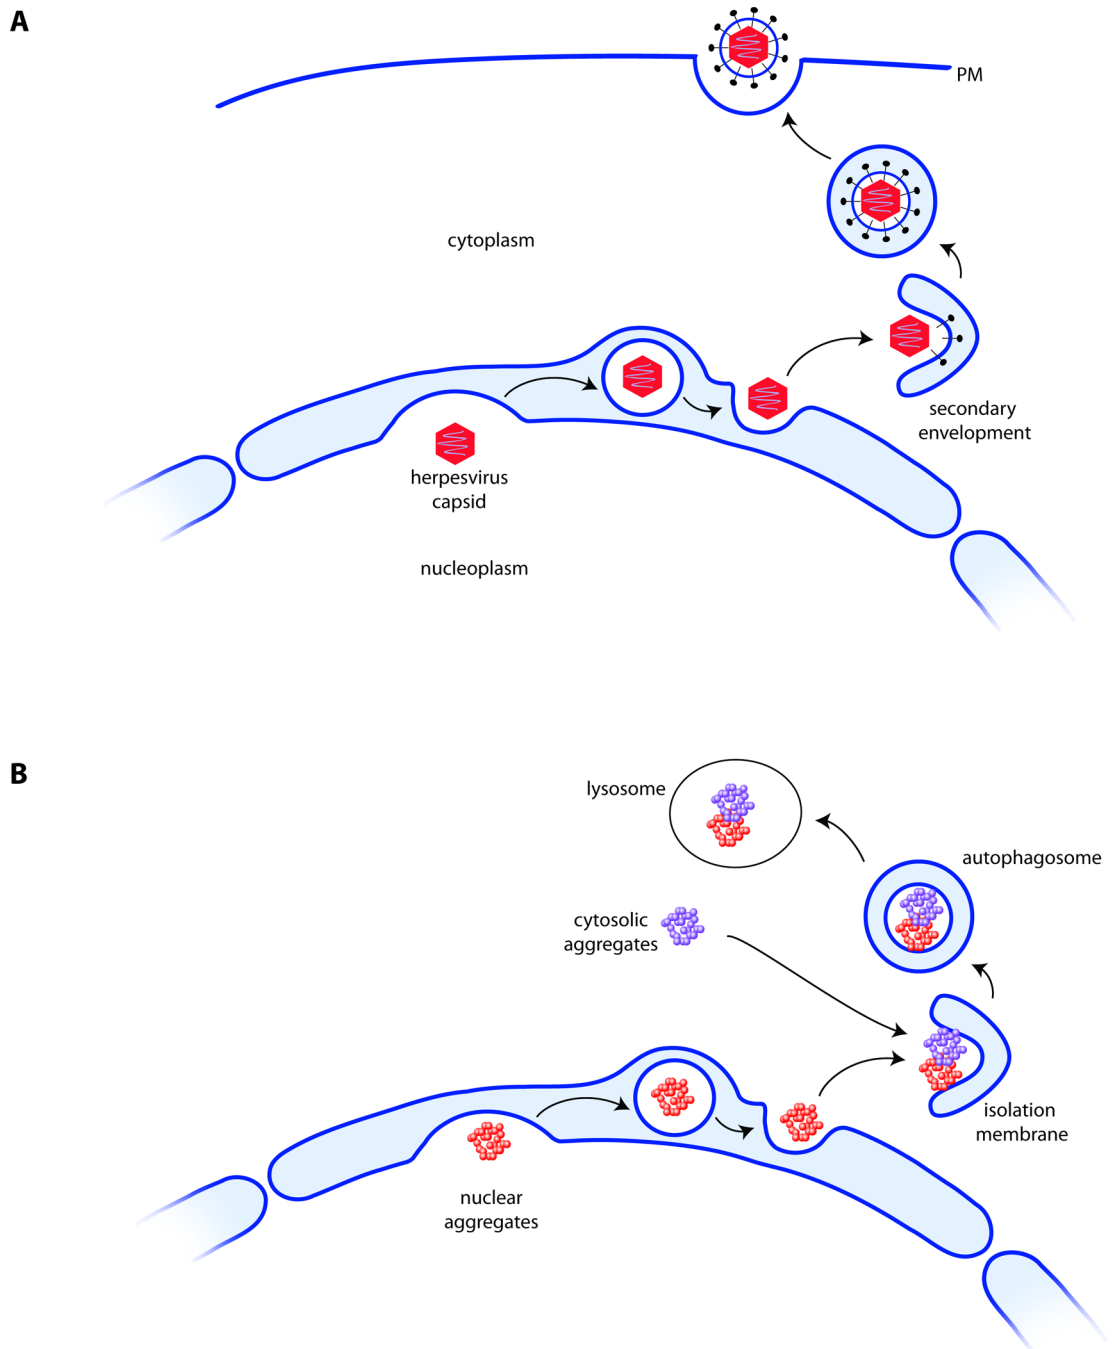 A
PM
cytoplasm
secondary
envelopment
herpesvirus
capsid
nucleoplasm
B
lysosome
autophagosome
cytosolic
aggregates
isolation
membrane
nuclear
aggregates